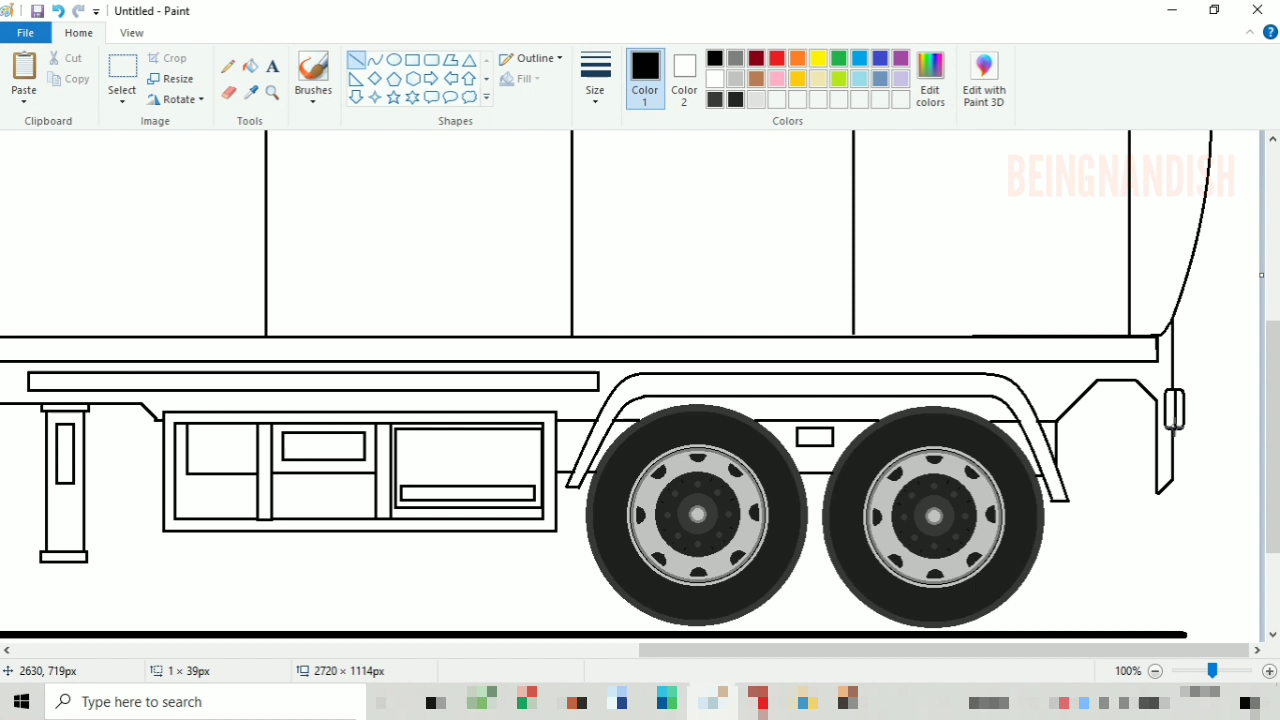 Untitled - Paint
File Home View
Paste
Cut
Copy
Clipboard
Select
Crop
Resize
Rotate
Image
Tools
Brushes
Shapes
Outline
Fill
Size
Color 1
Color 2
Edit colors
Colors
Edit with Paint 3D
BEINGNANDISH
2630, 719px
1 × 39px
2720 × 1114px
100%
Type here to search